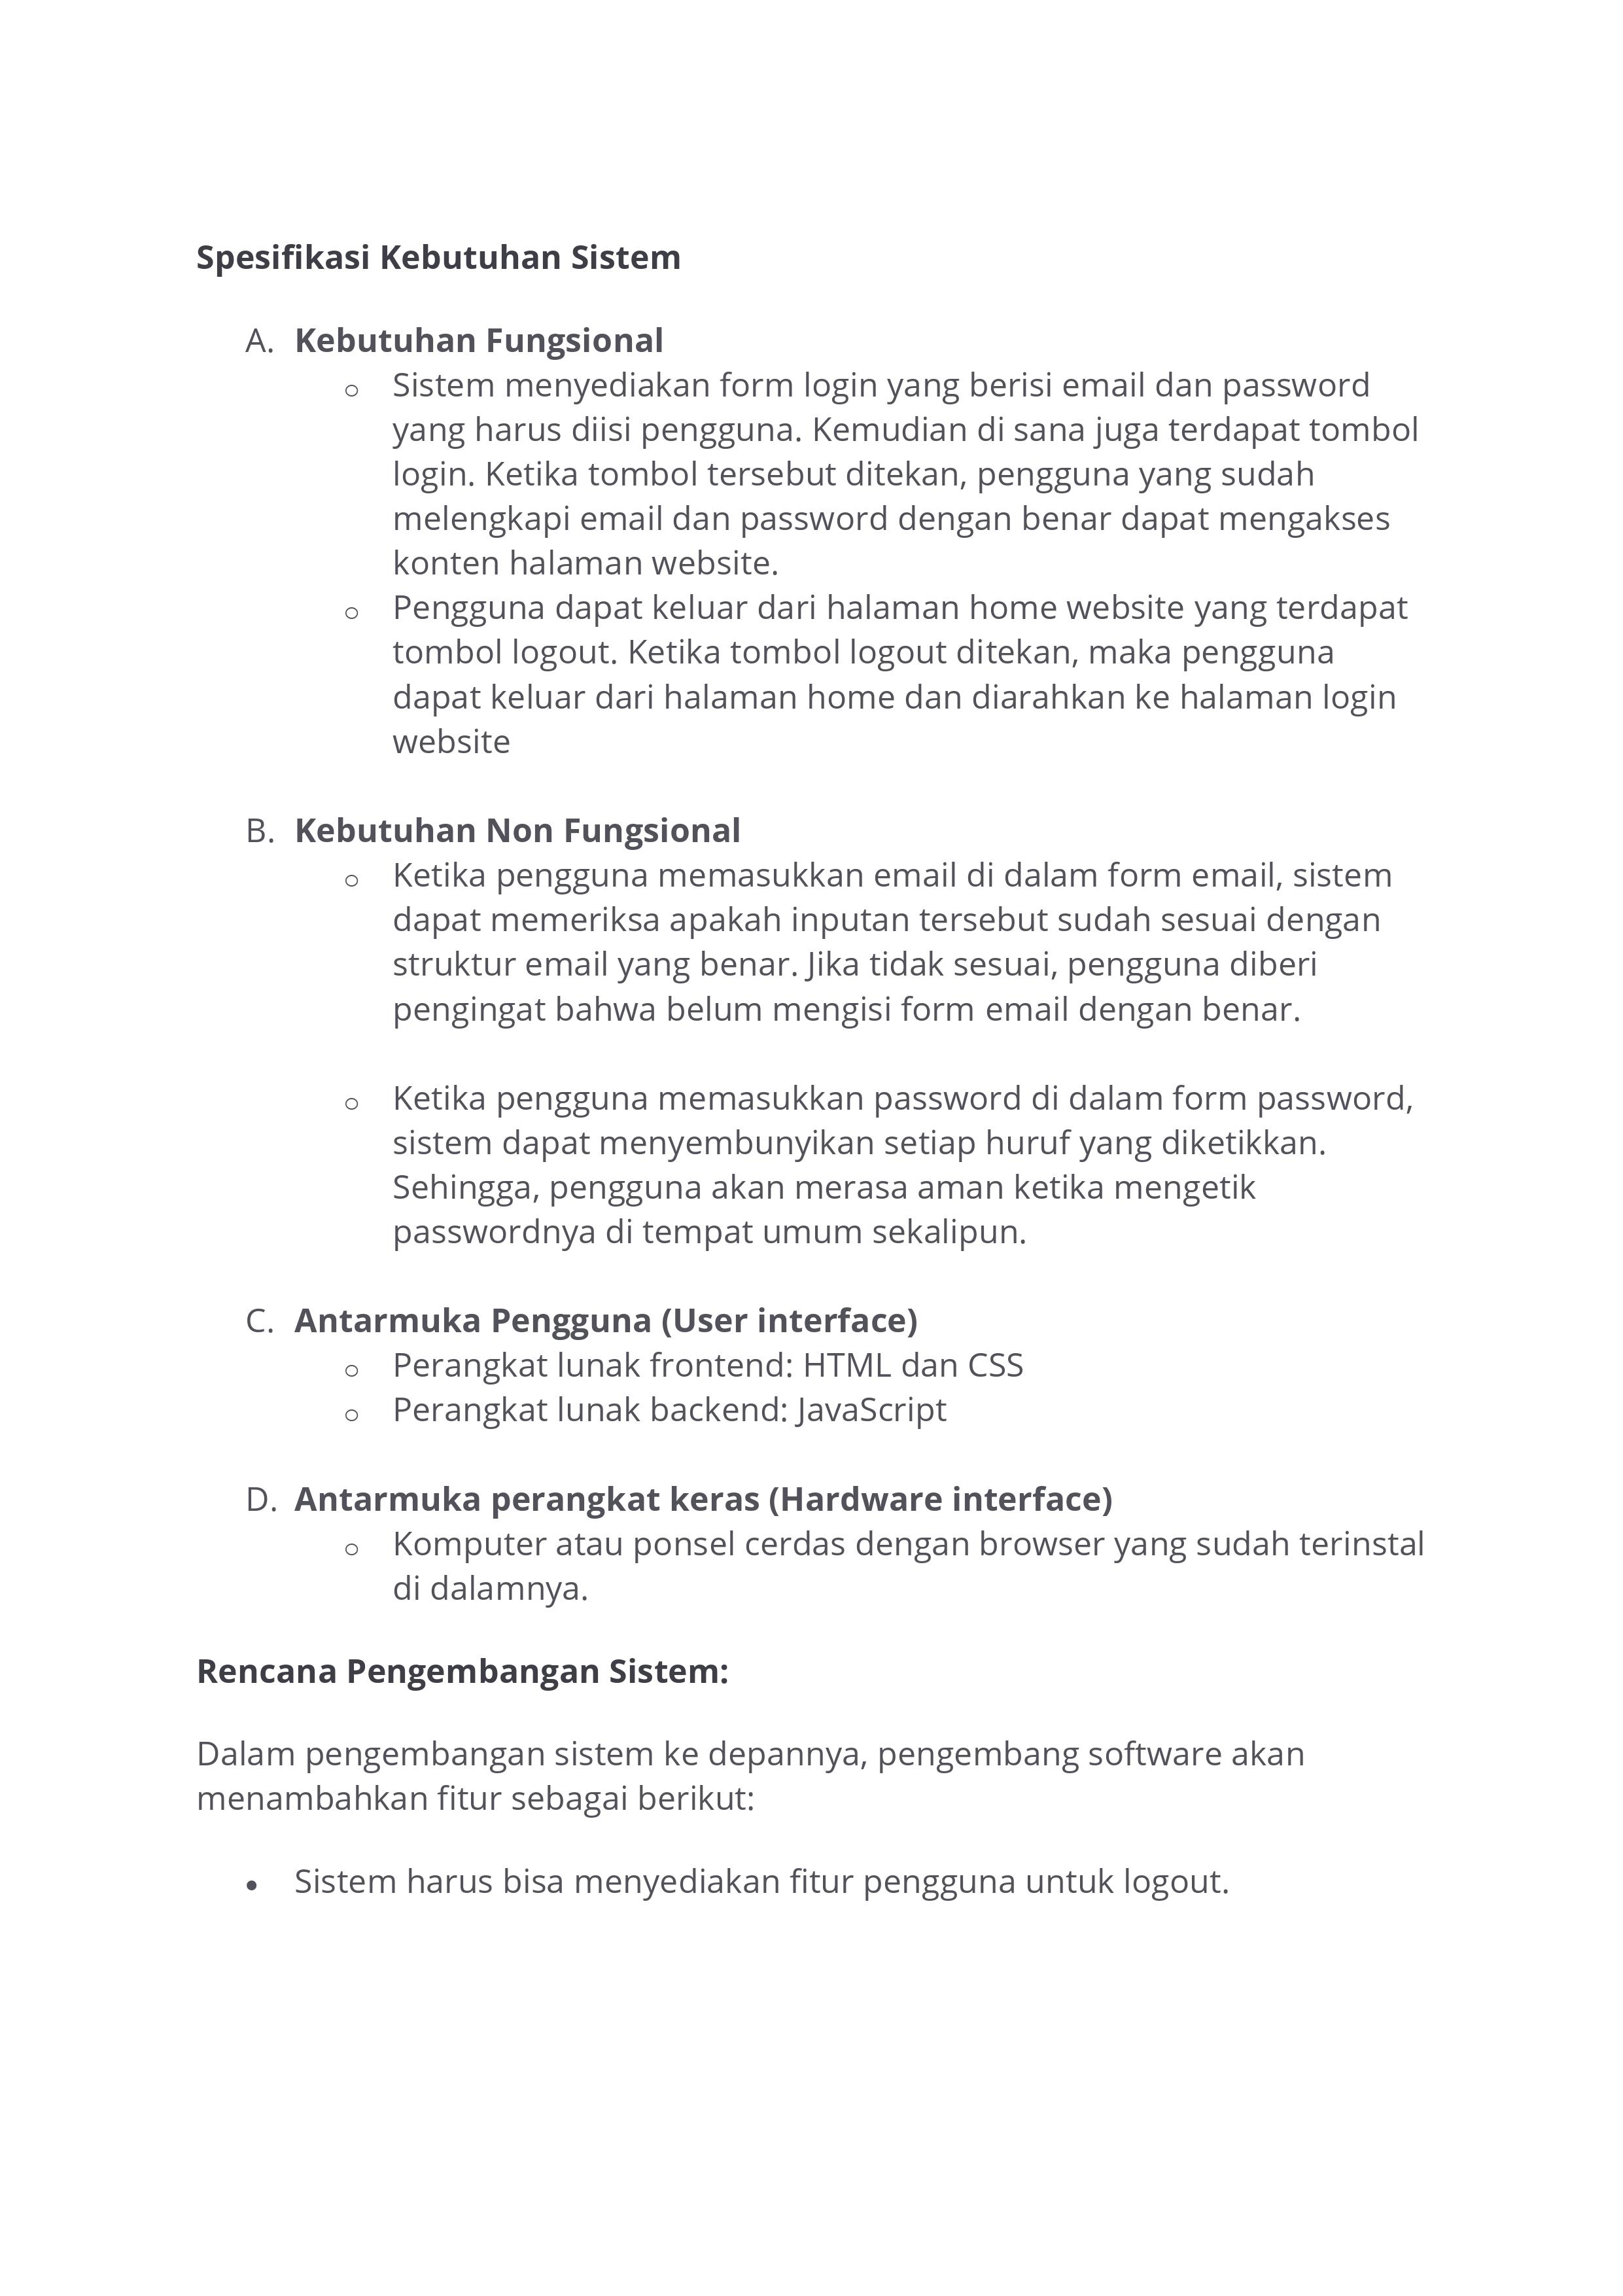 Spesifikasi Kebutuhan Sistem
A. Kebutuhan Fungsional
o Sistem menyediakan form login yang berisi email dan password
yang harus diisi pengguna. Kemudian di sana juga terdapat tombol
login. Ketika tombol tersebut ditekan, pengguna yang sudah
melengkapi email dan password dengan benar dapat mengakses
konten halaman website.
o Pengguna dapat keluar dari halaman home website yang terdapat
tombol logout. Ketika tombol logout ditekan, maka pengguna
dapat keluar dari halaman home dan diarahkan ke halaman login
website
B. Kebutuhan Non Fungsional
o Ketika pengguna memasukkan email di dalam form email, sistem
dapat memeriksa apakah inputan tersebut sudah sesuai dengan
struktur email yang benar. Jika tidak sesuai, pengguna diberi
pengingat bahwa belum mengisi form email dengan benar.
o Ketika pengguna memasukkan password di dalam form password,
sistem dapat menyembunyikan setiap huruf yang diketikkan.
Sehingga, pengguna akan merasa aman ketika mengetik
passwordnya di tempat umum sekalipun.
C. Antarmuka Pengguna (User interface)
o Perangkat lunak frontend: HTML dan CSS
o Perangkat lunak backend: JavaScript
D. Antarmuka perangkat keras (Hardware interface)
o Komputer atau ponsel cerdas dengan browser yang sudah terinstal
di dalamnya.
Rencana Pengembangan Sistem:
Dalam pengembangan sistem ke depannya, pengembang software akan
menambahkan fitur sebagai berikut:
• Sistem harus bisa menyediakan fitur pengguna untuk logout.